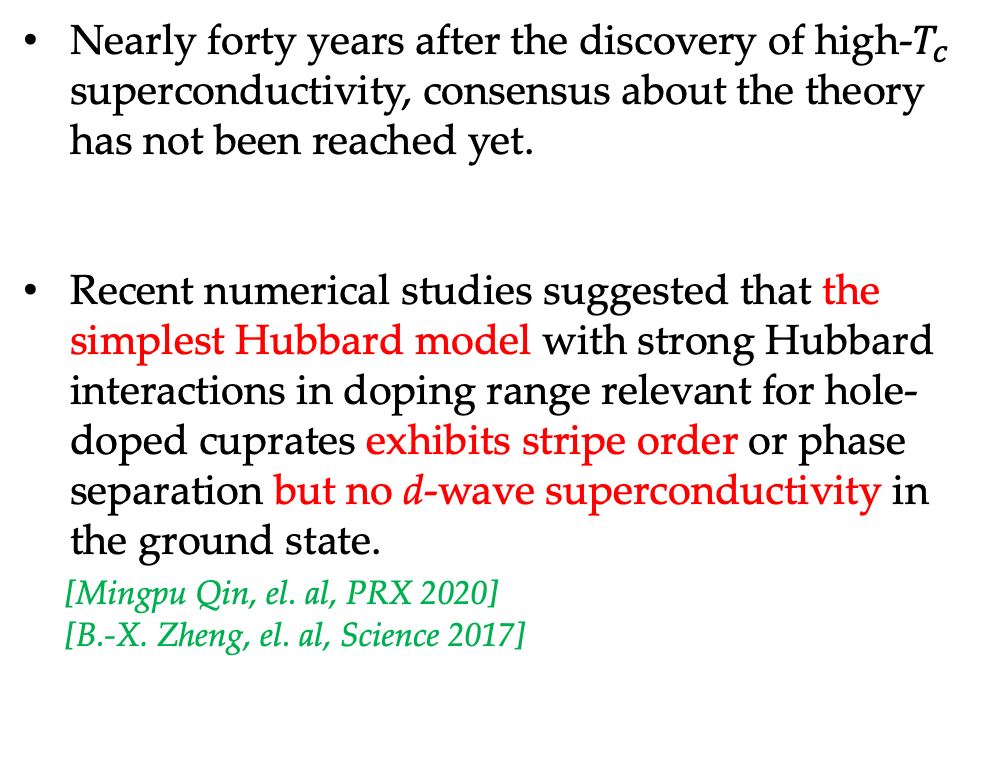 • Nearly forty years after the discovery of high-Tc
superconductivity, consensus about the theory
has not been reached yet.
• Recent numerical studies suggested that the
simplest Hubbard model with strong Hubbard
interactions in doping range relevant for hole-
doped cuprates exhibits stripe order or phase
separation but no d-wave superconductivity in
the ground state.
[Mingpu Qin, el. al, PRX 2020]
[B.-X. Zheng, el. al, Science 2017]